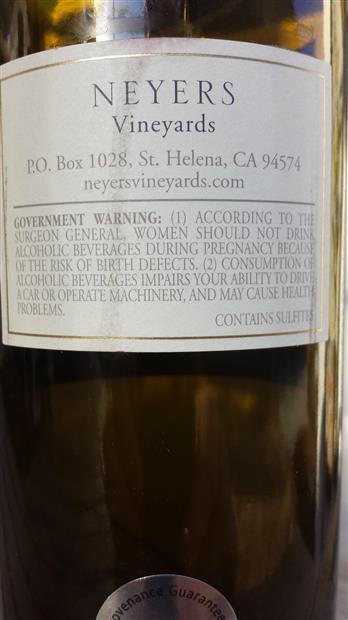 NEYERS
Vineyards
P.O. Box 1028, St. Helena, CA 94574
neyersvineyards.com
GOVERNMENT WARNING: (1) ACCORDING TO THE
SURGEON GENERAL, WOMEN SHOULD NOT DRINK
ALCOHOLIC BEVERAGES DURING PREGNANCY BECAUSE
OF THE RISK OF BIRTH DEFECTS. (2) CONSUMPTION OF
ALCOHOLIC BEVERAGES IMPAIRS YOUR ABILITY TO DRIVE
A CAR OR OPERATE MACHINERY, AND MAY CAUSE HEALTH
PROBLEMS.
CONTAINS SULFITES
ovenance Guarantee